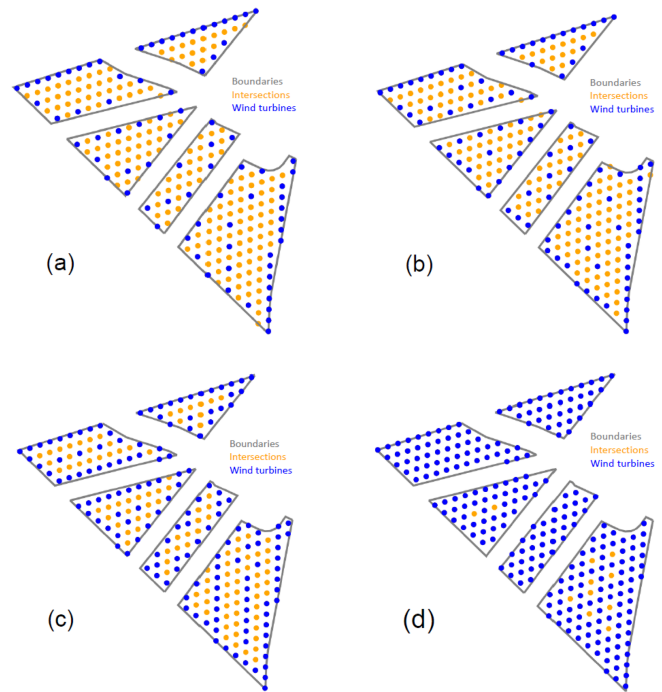 Boundaries
Intersections
Wind turbines
(a)
Boundaries
Intersections
Wind turbines
(b)
Boundaries
Intersections
Wind turbines
(c)
Boundaries
Intersections
Wind turbines
(d)